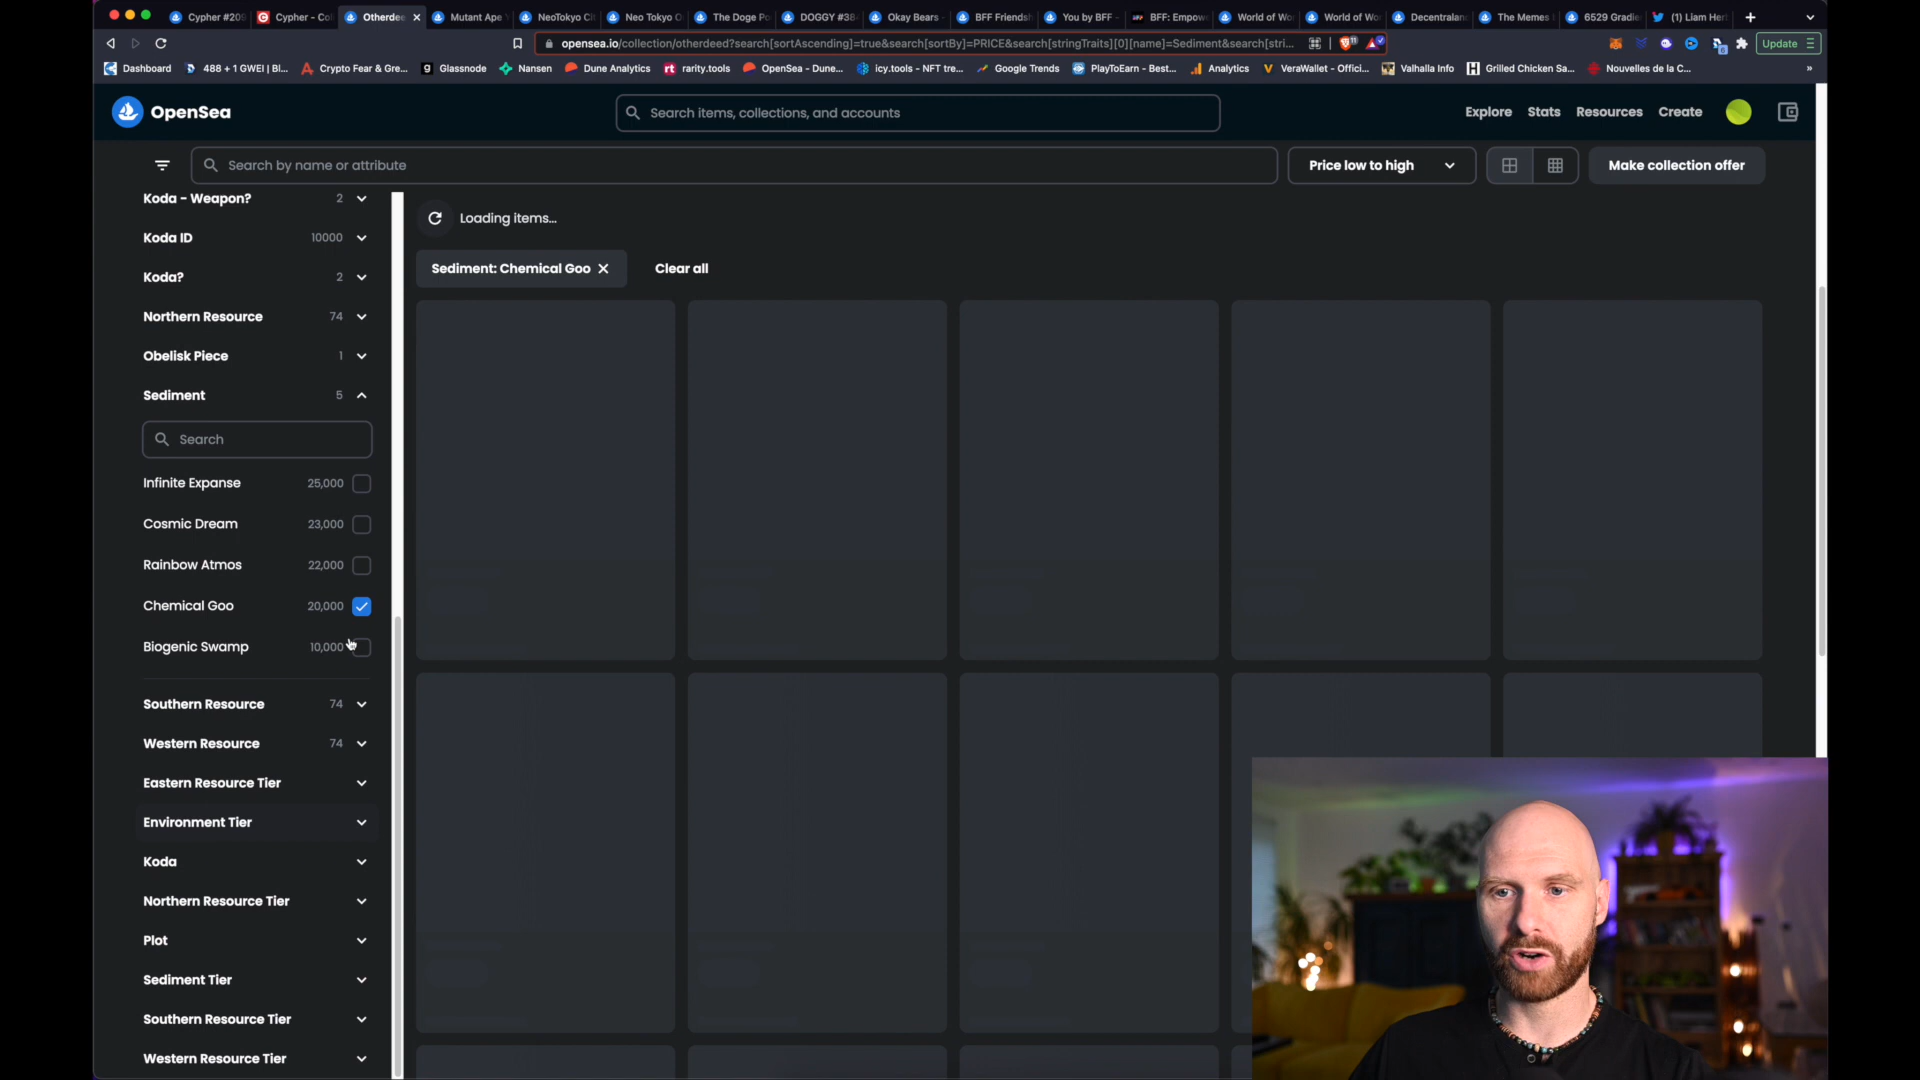 Cypher #209
Cypher - Col
Otherdee
Mutant Ape Y
NeoTokyo Cit
Neo Tokyo O
The Doge Po
DOGGY #38
Okay Bears -
BFF Friendsh
You by BFF -
BFF: Empow
World of Wo
World of Wo
Decentralan
The Memes
6529 Gradie
(1) Liam Her
opensea.io/collection/otherdeed?search[sortAscending]=true&search[sortBy]=PRICE&search[stringTraits][0][name]=Sediment&search[stri...
Update
Dashboard
488 + 1 GWEI | Bl...
Crypto Fear & Gre...
Glassnode
Nansen
Dune Analytics
rarity.tools
OpenSea - Dune...
icy.tools - NFT tre...
Google Trends
PlayToEarn - Best...
Analytics
VeraWallet - Offici...
Valhalla Info
Grilled Chicken Sa...
Nouvelles de la C...
»
OpenSea
Search items, collections, and accounts
Explore
Stats
Resources
Create
Search by name or attribute
Price low to high
Make collection offer
Koda - Weapon? 2
Koda ID 10000
Koda? 2
Northern Resource 74
Obelisk Piece 1
Sediment 5
Search
Infinite Expanse 25,000
Cosmic Dream 23,000
Rainbow Atmos 22,000
Chemical Goo 20,000
Biogenic Swamp 10,000
Southern Resource 74
Western Resource 74
Eastern Resource Tier
Environment Tier
Koda
Northern Resource Tier
Plot
Sediment Tier
Southern Resource Tier
Western Resource Tier
Loading items...
Sediment: Chemical Goo
Clear all